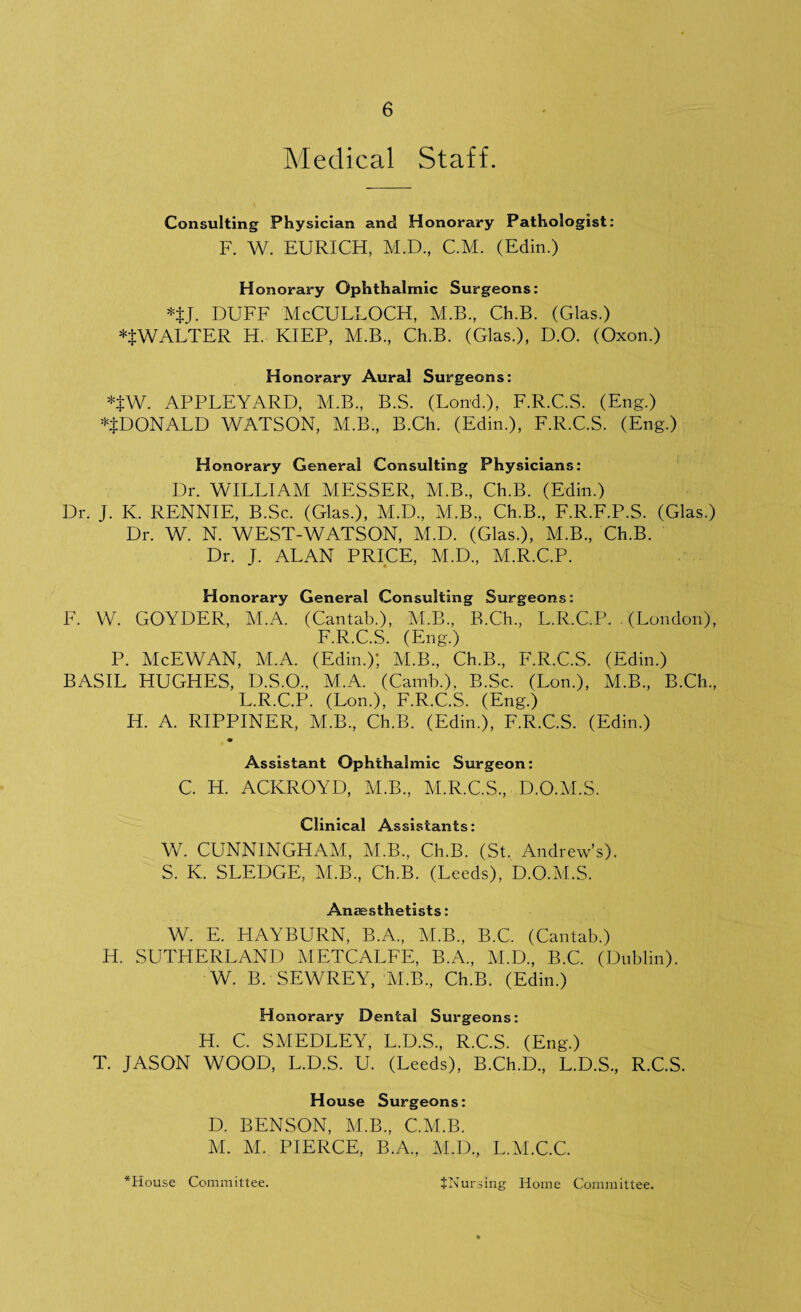 6
Medical Staff.
Consulting Physician and Honorary Pathologist:
F. W. EURICH, M.D., C.M. (Edin.)
Honorary Ophthalmic Surgeons:
*‡J. DUFF McCULLOCH, M.B., Ch.B. (Glas.)
*‡WALTER H. KIEP, M.B., Ch.B. (Glas.), D.O. (Oxon.)
Honorary Aural Surgeons:
*‡W. APPLEYARD, M.B., B.S. (Lond.), F.R.C.S. (Eng.)
*‡DONALD WATSON, M.B., B.Ch. (Edin.), F.R.C.S. (Eng.)
Honorary General Consulting Physicians:
Dr. WILLIAM MESSER, M.B., Ch.B. (Edin.)
Dr. J. K. RENNIE, B.Sc. (Glas.), M.D., M.B., Ch.B., F.R.F.P.S. (Glas.)
Dr. W. N. WEST-WATSON, M.D. (Glas.), M.B., Ch.B.
Dr. J. ALAN PRICE, M.D., M.R.C.P.
Honorary General Consulting Surgeons:
F. W. GOYDER, M.A. (Cantab.), M.B., B.Ch., L.R.C.P. (London),
F.R.C.S. (Eng.)
P. McEWAN, M.A. (Edin.); M.B., Ch.B., F.R.C.S. (Edin.)
BASIL HUGHES, D.S.O., M.A. (Camb.), B.Sc. (Lon.), M.B., B.Ch.,
L.R.C.P. (Lon.), F.R.C.S. (Eng.)
H. A. RIPPINER, M.B., Ch.B. (Edin.), F.R.C.S. (Edin.)
Assistant Ophthalmic Surgeon:
C. H. ACKROYD, M.B., M.R.C.S., D.O.M.S.
Clinical Assistants:
W. CUNNINGHAM, M.B., Ch.B. (St. Andrew's).
S. K. SLEDGE, M.B., Ch.B. (Leeds), D.O.M.S.
Anæsthetists:
W. E. HAYBURN, B.A., M.B., B.C. (Cantab.)
H. SUTHERLAND METCALFE, B.A., M.D., B.C. (Dublin).
W. B. SEWREY, M.B., Ch.B. (Edin.)
Honorary Dental Surgeons:
H. C. SMEDLEY, L.D.S., R.C.S. (Eng.)
T. JASON WOOD, L.D.S. U. (Leeds), B.Ch.D., L.D.S., R.C.S.
House Surgeons:
D. BENSON, M.B., C.M.B.
M. M. PIERCE, B.A., M.D., L.M.C.C.
*House Committee. ‡Nursing Home Committee.